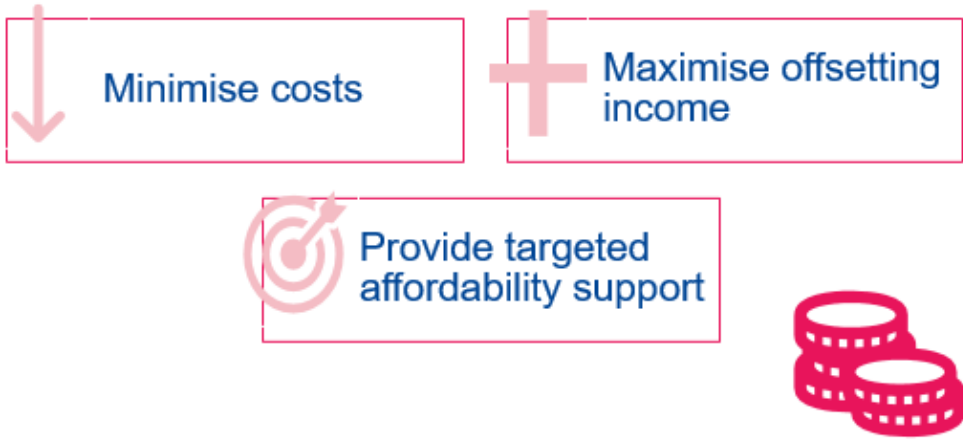 Minimise costs
Maximise offsetting
income
Provide targeted
affordability support